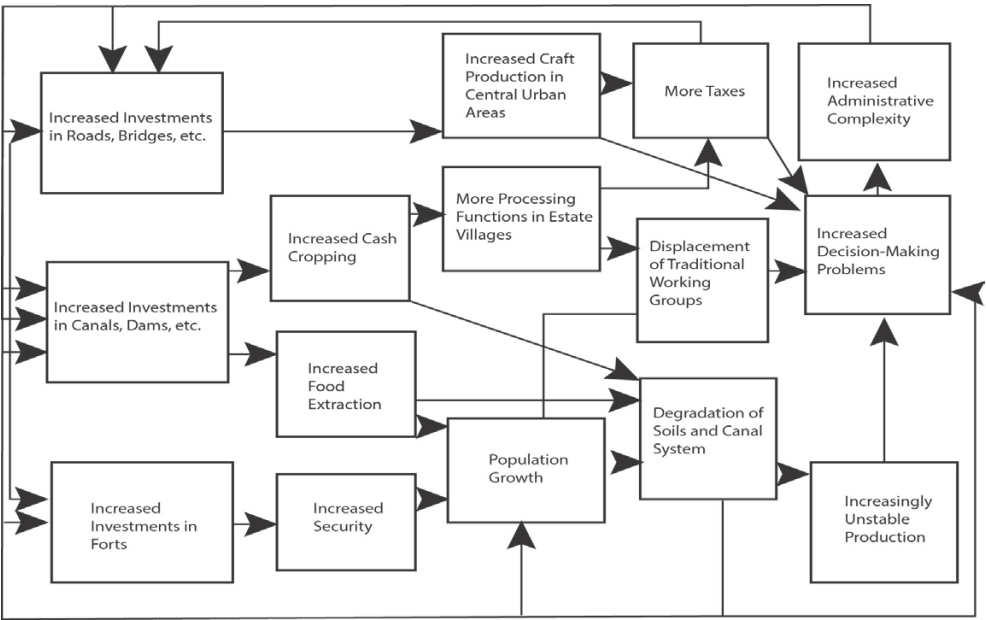 Increased Investments
in Roads, Bridges, etc.
Increased Craft
Production in
Central Urban
Areas
More Taxes
Increased
Administrative
Complexity
Increased Cash
Cropping
More Processing
Functions in Estate
Villages
Displacement
of Traditional
Working
Groups
Increased
Decision-Making
Problems
Increased Investments
in Canals, Dams, etc.
Increased
Food
Extraction
Population
Growth
Degradation of
Soils and Canal
System
Increased
Investments in
Forts
Increased
Security
Increasingly
Unstable
Production